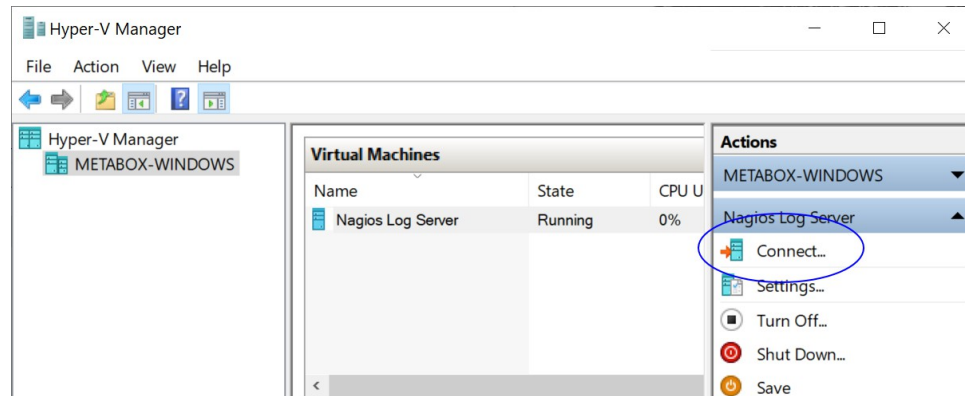 Hyper-V Manager
File Action View Help
Hyper-V Manager
METABOX-WINDOWS
Virtual Machines
Name State CPU U
Nagios Log Server Running 0%
Actions
METABOX-WINDOWS
Nagios Log Server
Connect...
Settings...
Turn Off...
Shut Down...
Save